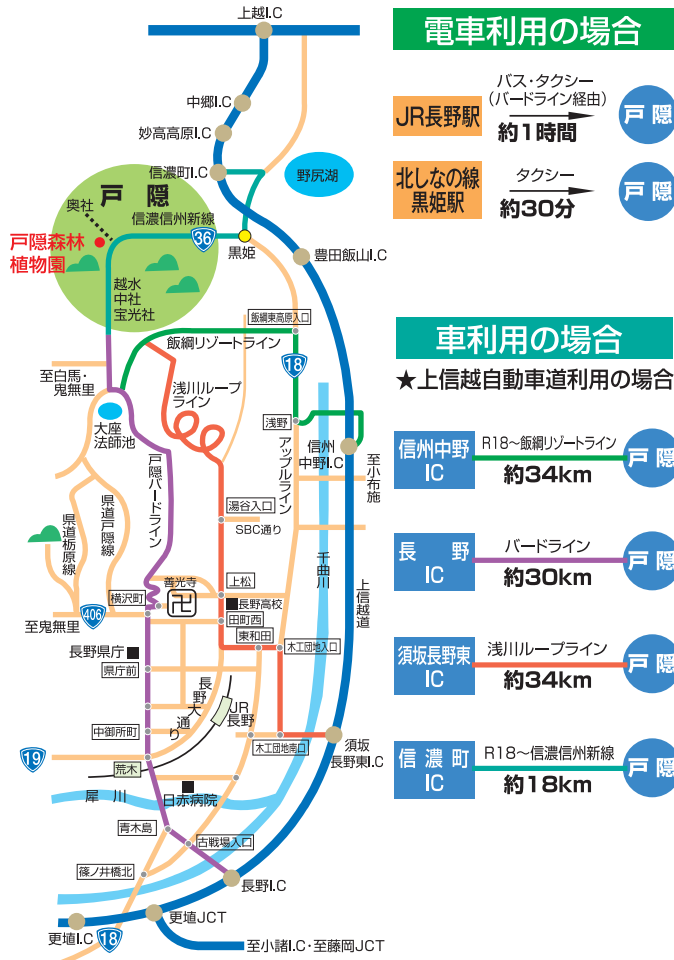 上越I.C
中郷I.C
妙高高原I.C
信濃町I.C
野尻湖
戸隠
奥社
信濃信州新線
36
戸隠森林
植物園
黒姫
豊田飯山I.C
越水
中社
宝光社
飯綱東高原入口
飯綱リゾートライン
18
至白馬・
鬼無里
浅川ループ
ライン
浅野
大座
法師池
アップルライン
信州
中野I.C
至小布施
戸隠バードライン
県道戸隠線
県道栃原線
湯谷入口
SBC通り
千曲川
上信越道
善光寺
上松
横沢町
卍
長野高校
406
田町西
至鬼無里
東和田
木工団地入口
長野県庁
県庁前
長野大通り
JR
長野
中御所町
木工団地南口
須坂
長野東I.C
19
荒木
犀川
日赤病院
青木島
古戦場入口
篠ノ井橋北
長野I.C
更埴JCT
更埴I.C
18
至小諸I.C・至藤岡JCT
電車利用の場合
JR長野駅
バス・タクシー
(バードライン経由)
約1時間
戸隠
北しなの線
黒姫駅
タクシー
約30分
戸隠
車利用の場合
★上信越自動車道利用の場合
信州中野
IC
R18〜飯綱リゾートライン
約34km
戸隠
長野
IC
バードライン
約30km
戸隠
須坂長野東
IC
浅川ループライン
約34km
戸隠
信濃町
IC
R18〜信濃信州新線
約18km
戸隠